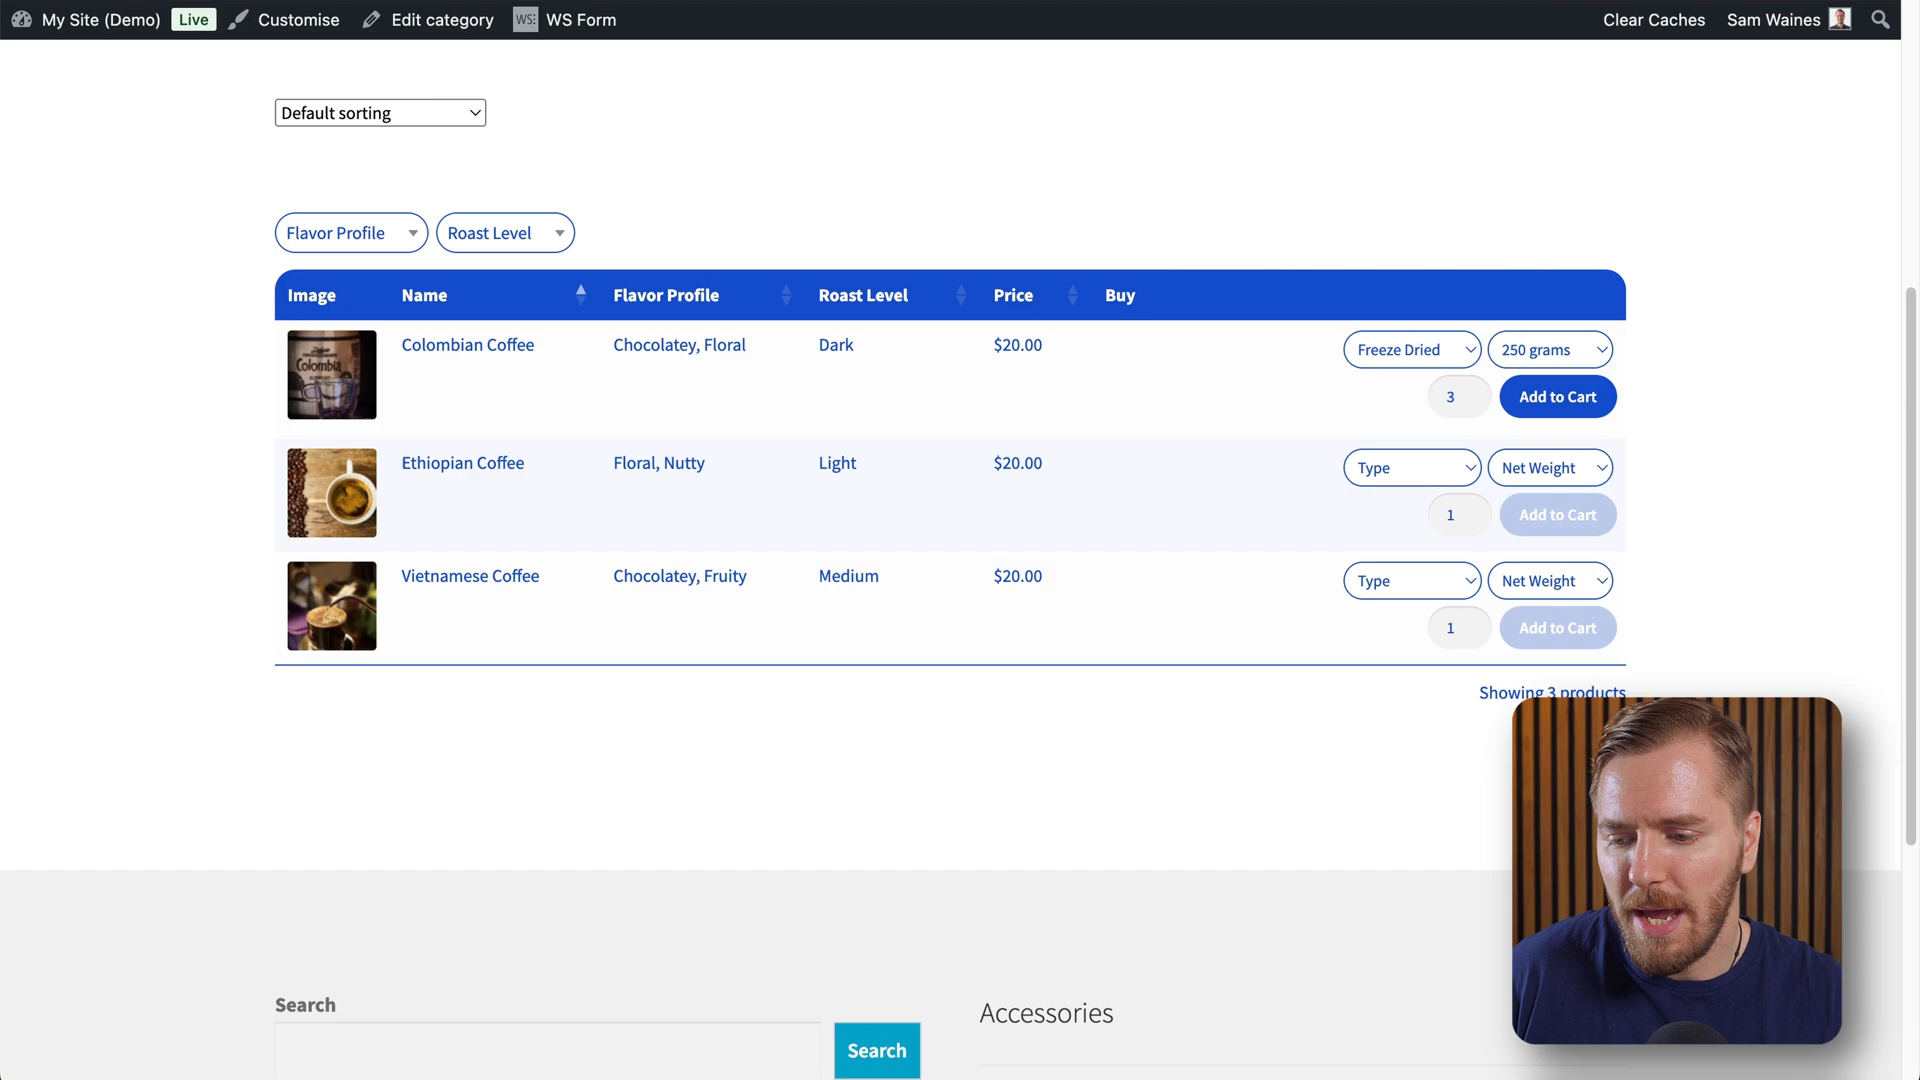 My Site (Demo) Live Customise Edit category WS Form Clear Caches Sam Waines
Default sorting
Flavor Profile Roast Level
Image Name Flavor Profile Roast Level Price Buy
Colombian Coffee Chocolatey, Floral Dark $20.00 Freeze Dried 250 grams
Colombia
3 Add to Cart
Ethiopian Coffee Floral, Nutty Light $20.00 Type Net Weight
1 Add to Cart
Vietnamese Coffee Chocolatey, Fruity Medium $20.00 Type Net Weight
1 Add to Cart
Showing 3 products
Search
Accessories
Search